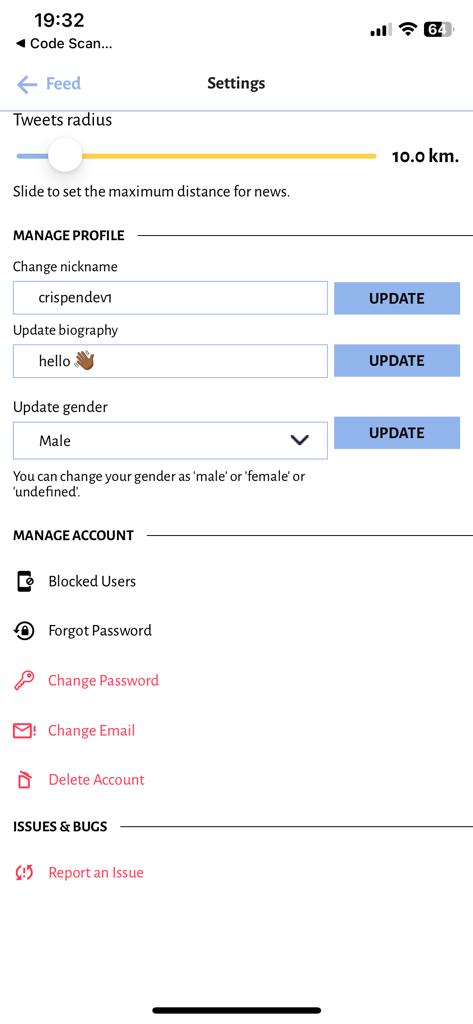 19:32
64
◀ Code Scan...
Feed
Settings
Tweets radius
10.0 km.
Slide to set the maximum distance for news.
MANAGE PROFILE
Change nickname
crispendev1
UPDATE
Update biography
hello 👋🏾
UPDATE
Update gender
Male
UPDATE
You can change your gender as 'male' or 'female' or
'undefined'.
MANAGE ACCOUNT
Blocked Users
Forgot Password
Change Password
Change Email
Delete Account
ISSUES & BUGS
Report an Issue